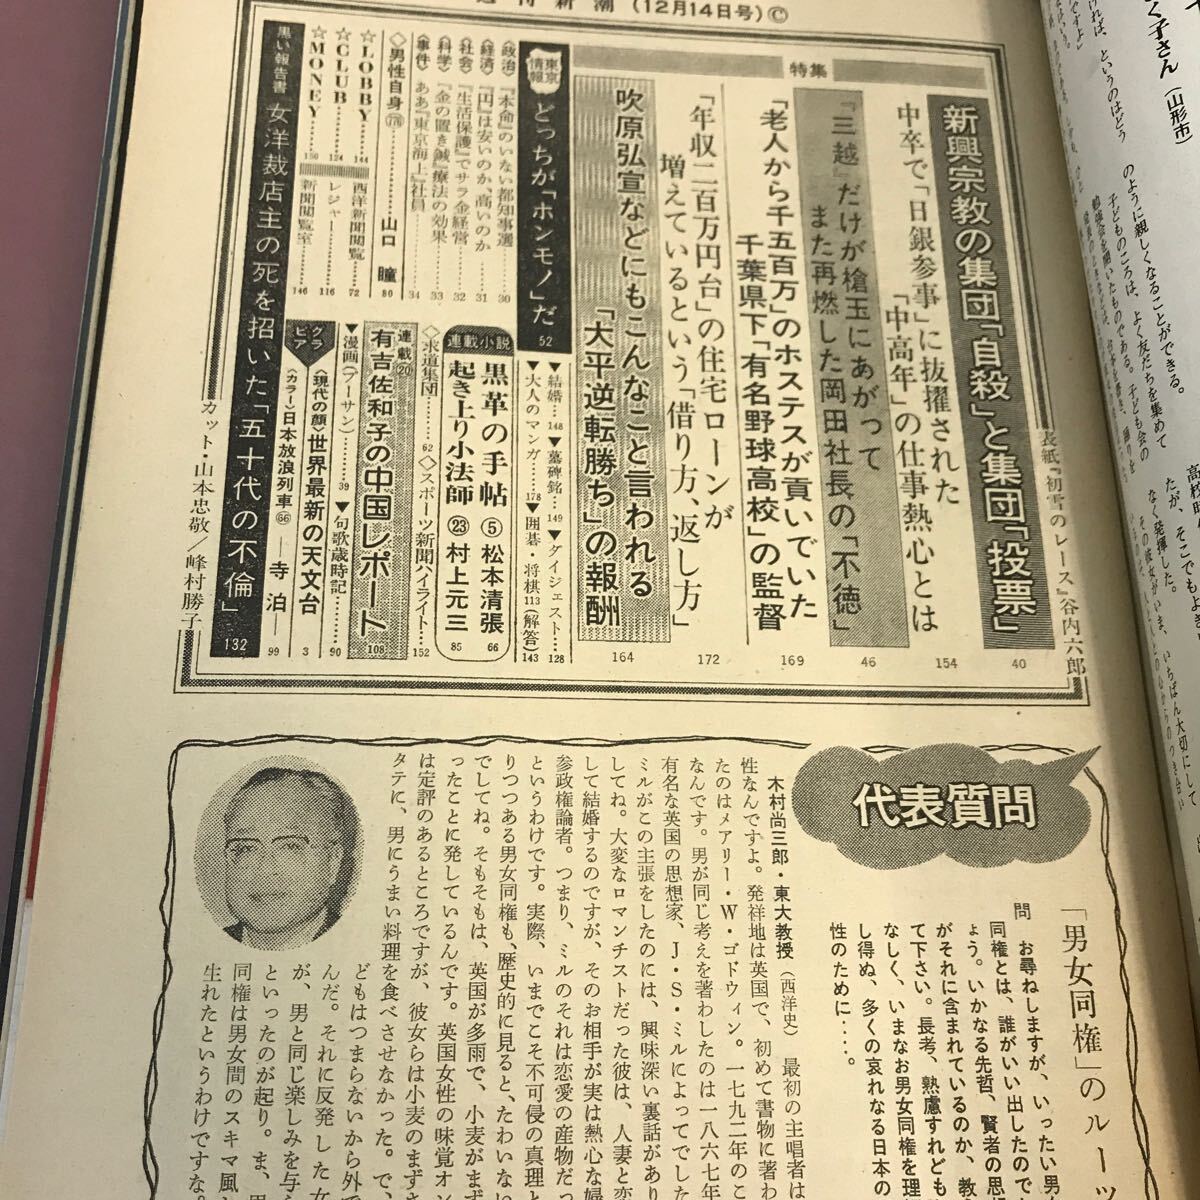 週刊新潮 (12月14日号)©
特集
新興宗教の集団「自殺」と集団「投票」 40
中卒で「日銀参事」に抜擢された
「中高年」の仕事熱心とは 154
「三越」だけが槍玉にあがって
また再燃した岡田社長の「不徳」 46
「老人から千五百万」のホステスが貢いでいた
千葉県下「有名野球高校」の監督 169
「年収二百万円台」の住宅ローンが
増えているという「借り方、返し方」 172
吹原弘宣などにもこんなこと言われる
「大平逆転勝ち」の報酬 164
東京情報
どっちが「ホンモノ」だ 52
▼結婚…148 ▼墓碑銘…149 ▼ダイジェスト…128
▼大人のマンガ…178 ▼囲碁・将棋113(解答)143
〈政治〉「本命」のいない都知事選 30
〈経済〉「円」は安いのか、高いのか 31
〈社会〉「生活保護」でサラ金経営 32
〈科学〉「金の置き鍼」療法の効果 33
〈事件〉ああ『東京海上』社員 34
連載小説
黒革の手帖 ⑤ 松本清張 66
起き上り小法師 ㉓ 村上元三 85
◇男性自身 山口 瞳 80
◇求道集団 62 ◇スポーツ新聞ハイライト 152
連載⑳
有吉佐和子の中国レポート 108
☆LOBBY 144
☆CLUB 124
☆MONEY 150
西洋新聞閲覧 72
レジャー 116
新聞閲覧室 146
▼漫画(プーサン) 39 ▼句歌歳時記 90
グラビア
〈現代の顔〉世界最新の天文台 3
〈カラー〉日本放浪列車66 ―寺泊― 99
黒い報告書 女洋裁店主の死を招いた「五十代の不倫」 132
カット・山本忠敬/峰村勝子
表紙『初雪のレース』谷内六郎
代表質問
「男女同権」のルーツ
問 お尋ねしますが、いったい男女
同権とは、誰がいい出したので
ょう。いかなる先哲、賢者の思想
がそれに含まれているのか、教
て下さい。長考、熟慮すれども
なしく、いまなお男女同権を理
し得ぬ、多くの哀れなる日本の
性のために‥‥。
木村尚三郎・東大教授(西洋史) 最初の主唱者は
性なんですよ。発祥地は英国で、初めて書物に著わ
たのはメアリー・W・ゴドウィン。一七九二年のこ
なんです。男が同じ考えを著わしたのは一八六七年
有名な英国の思想家、J・S・ミルによってでした
ミルがこの主張をしたのには、興味深い裏話があり
してね。大変なロマンチストだった彼は、人妻と恋
して結婚するのですが、そのお相手が実は熱心な婦
参政権論者。つまり、ミルのそれは恋愛の産物だっ
というわけです。実際、いまでこそ不可侵の真理と
りつつある男女同権も、歴史的に見ると、たわいない
でしてね。そもそもは、英国が多雨で、小麦がまず
ったことに発しているんです。英国女性の味覚オン
は定評のあるところですが、彼女らは小麦のまずさ
タテに、男にうまい料理を食べさせなかった。で、
どもはつまらないから外で
んだ。それに反発した女
が、男と同じ楽しみを与え
といったのが起り。ま、男
同権は男女間のスキマ風
生れたというわけですな。
く子さん(山形市)
ければ、というのはどう
のように親しくなることができる。
子どものころは、よく友だちを集めて